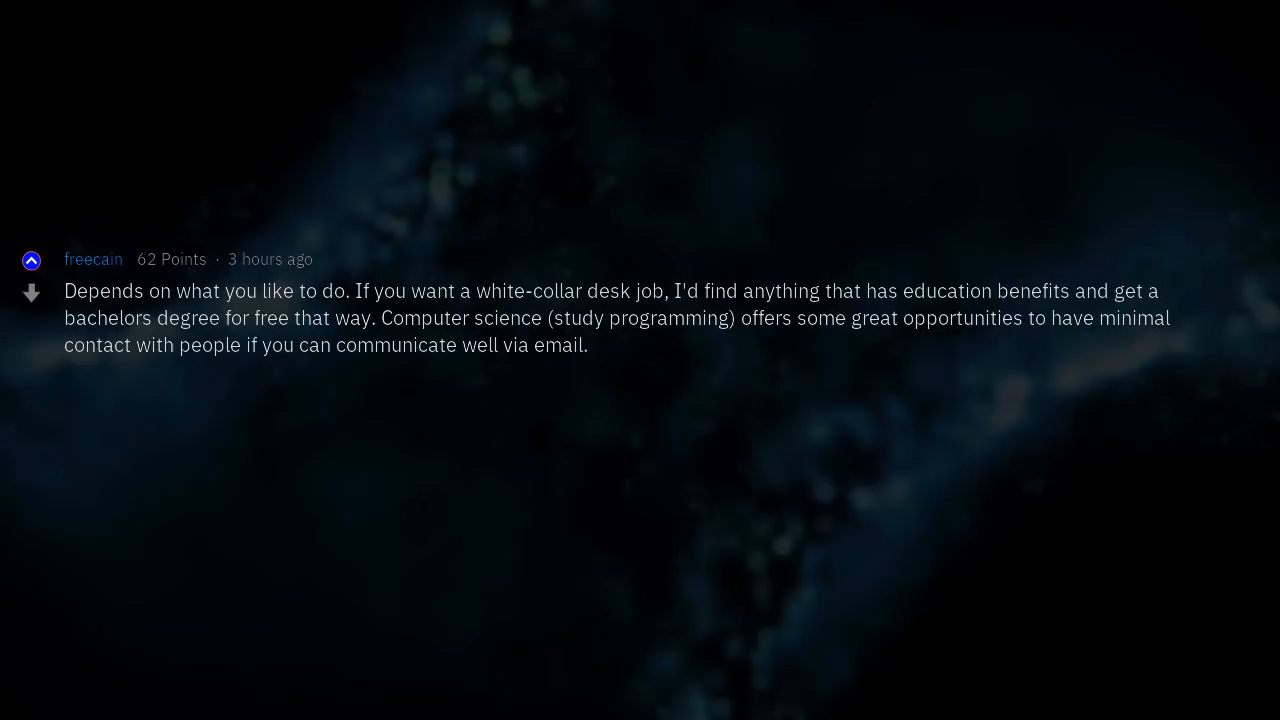 freecain 62 Points · 3 hours ago
Depends on what you like to do. If you want a white-collar desk job, I'd find anything that has education benefits and get a
bachelors degree for free that way. Computer science (study programming) offers some great opportunities to have minimal
contact with people if you can communicate well via email.